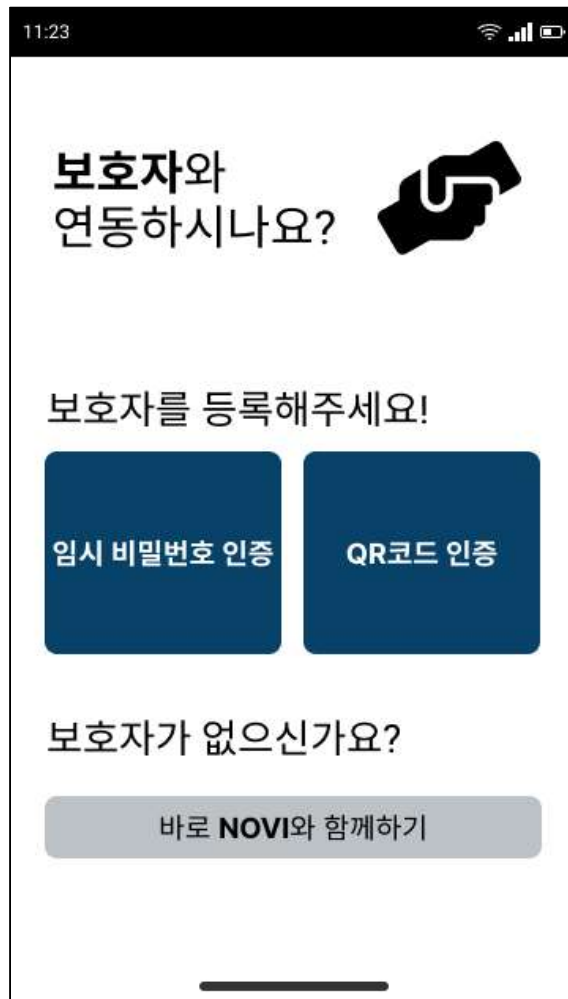 11:23
보호자와
연동하시나요?
보호자를 등록해주세요!
임시 비밀번호 인증
QR코드 인증
보호자가 없으신가요?
바로 NOVI와 함께하기